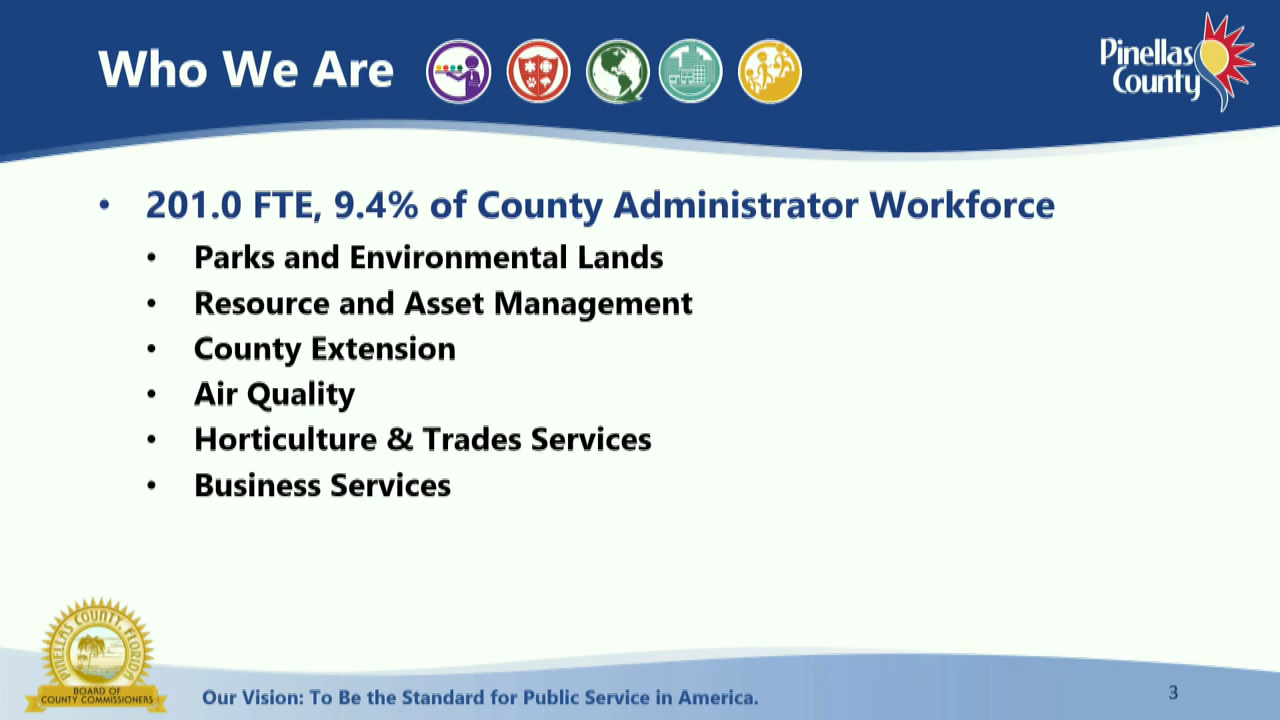 Who We Are
Pinellas
County
• 201.0 FTE, 9.4% of County Administrator Workforce
• Parks and Environmental Lands
• Resource and Asset Management
• County Extension
• Air Quality
• Horticulture & Trades Services
• Business Services
PINELLAS COUNTY, FLORIDA
BOARD OF
COUNTY COMMISSIONERS
Our Vision: To Be the Standard for Public Service in America.
3